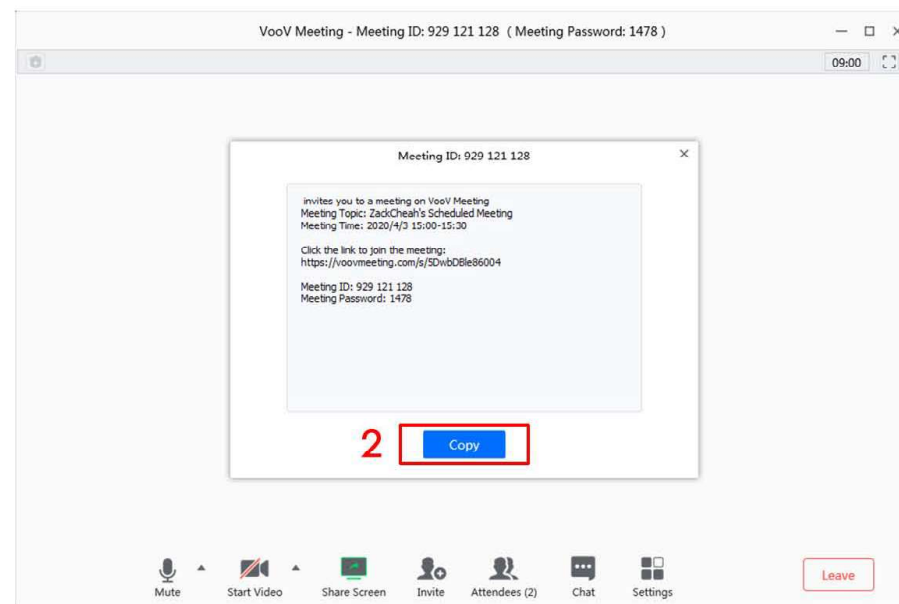 VooV Meeting - Meeting ID: 929 121 128 ( Meeting Password: 1478 )
09:00
Meeting ID: 929 121 128
invites you to a meeting on VooV Meeting
Meeting Topic: ZackCheah's Scheduled Meeting
Meeting Time: 2020/4/3 15:00-15:30
Click the link to join the meeting:
https://voovmeeting.com/s/5DwbDBle86004
Meeting ID: 929 121 128
Meeting Password: 1478
2 Copy
Mute Start Video Share Screen Invite Attendees (2) Chat Settings Leave